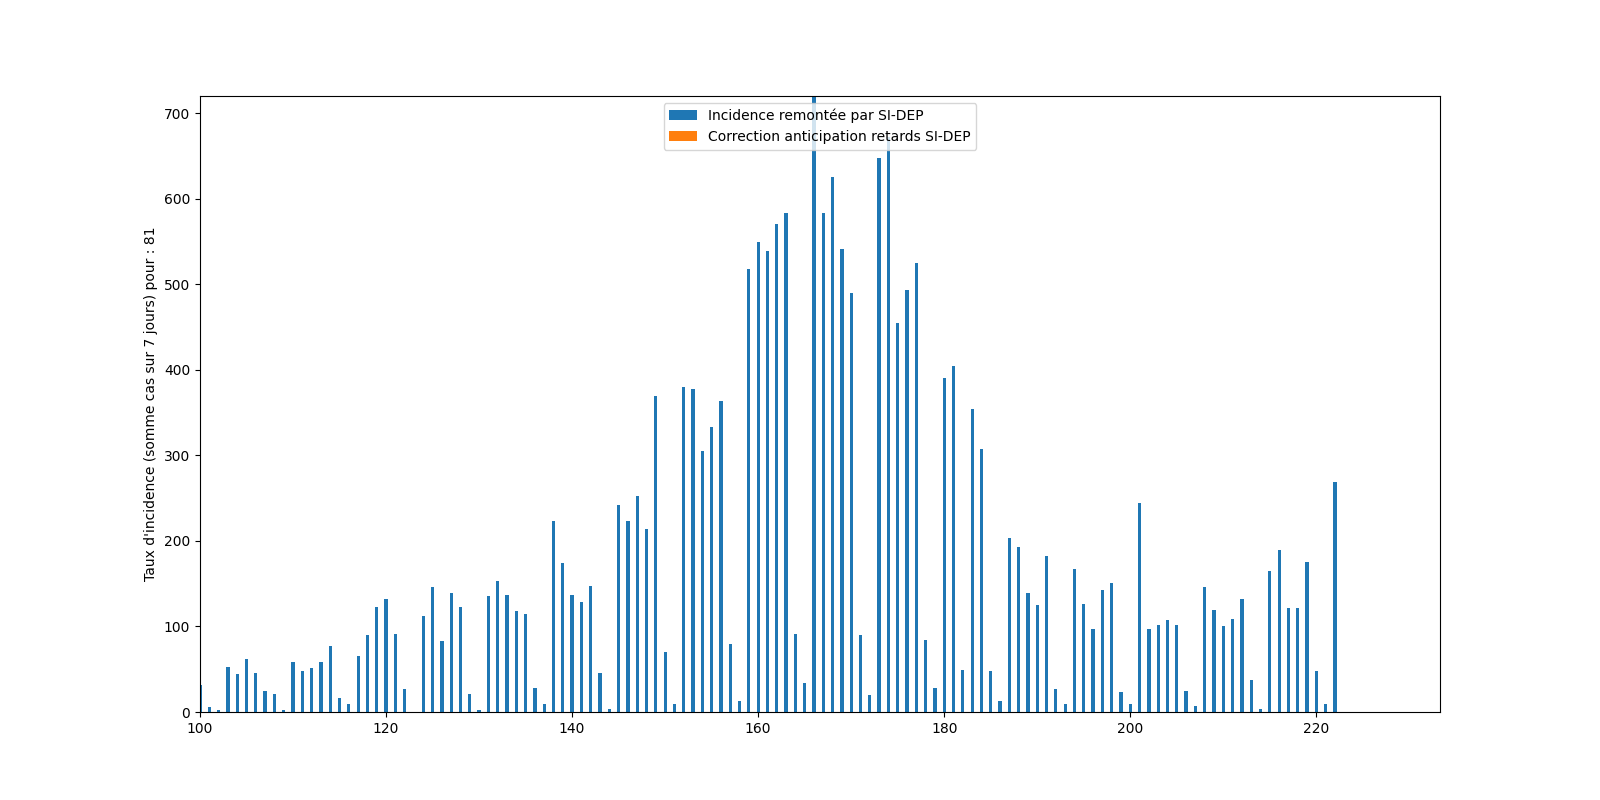 Incidence remontée par SI-DEP
Correction anticipation retards SI-DEP
Taux d'incidence (somme cas sur 7 jours) pour : 81
700
600
500
400
300
200
100
0
100 120 140 160 180 200 220